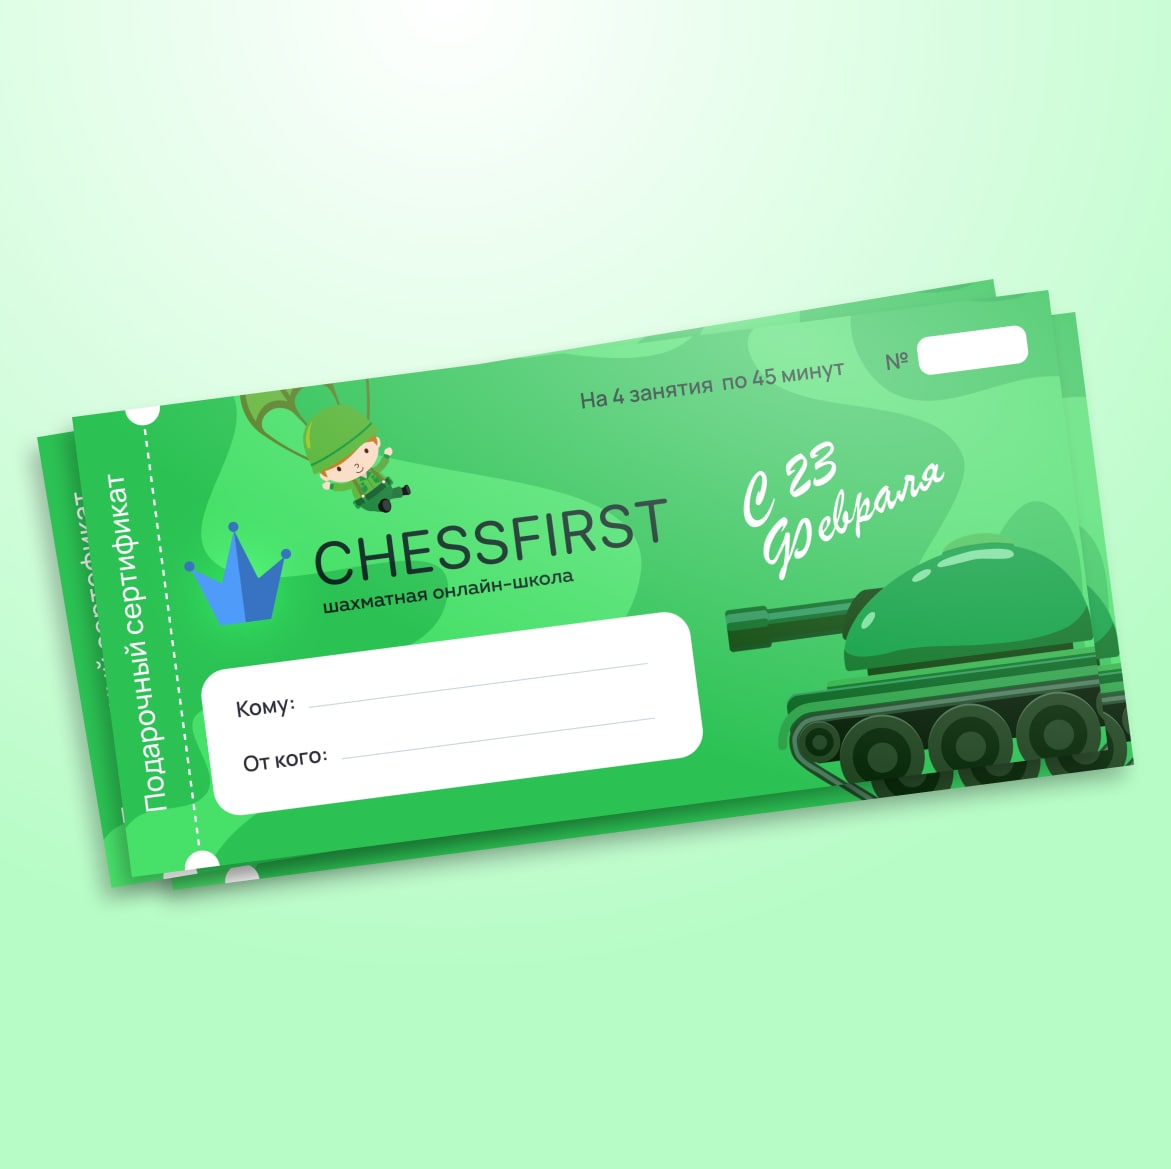 Подарочный сертификат
На 4 занятия по 45 минут
№
С 23
Февраля
CHESSFIRST
шахматная онлайн-школа
Кому:
От кого: